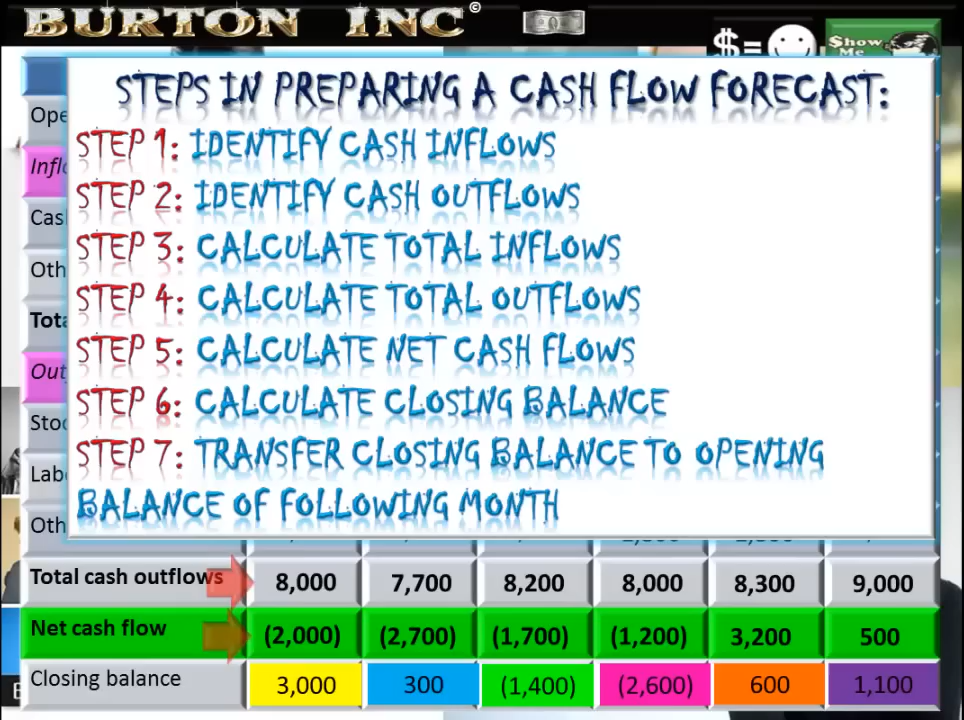 BURTON INC©
$=
Show Me
STEPS IN PREPARING A CASH FLOW FORECAST:
STEP 1: IDENTIFY CASH INFLOWS
STEP 2: IDENTIFY CASH OUTFLOWS
STEP 3: CALCULATE TOTAL INFLOWS
STEP 4: CALCULATE TOTAL OUTFLOWS
STEP 5: CALCULATE NET CASH FLOWS
STEP 6: CALCULATE CLOSING BALANCE
STEP 7: TRANSFER CLOSING BALANCE TO OPENING
BALANCE OF FOLLOWING MONTH
Total cash outflows 8,000 7,700 8,200 8,000 8,300 9,000
Net cash flow (2,000) (2,700) (1,700) (1,200) 3,200 500
Closing balance 3,000 300 (1,400) (2,600) 600 1,100